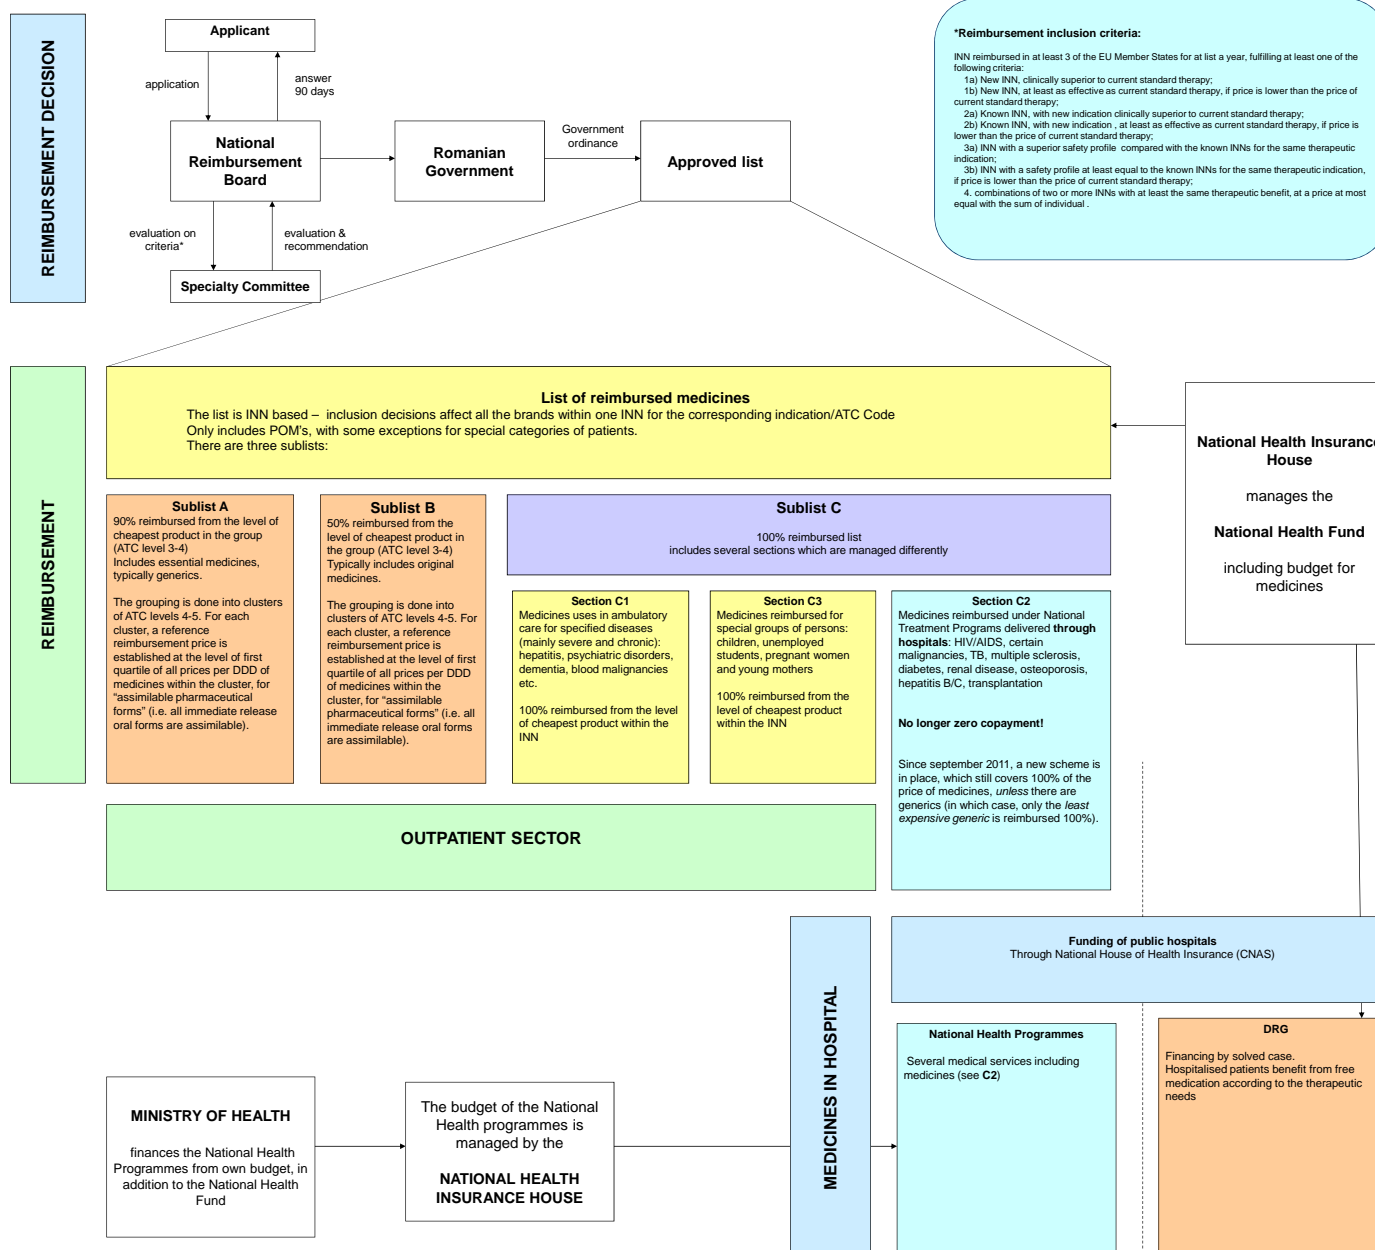 REIMBURSEMENT DECISION
Applicant
application
answer
90 days
National
Reimbursement
Board
Romanian
Government
Government
ordinance
Approved list
evaluation on
criteria*
evaluation &
recommendation
Specialty Committee
*Reimbursement inclusion criteria:
INN reimbursed in at least 3 of the EU Member States for at list a year, fulfilling at least one of the
following criteria:
1a) New INN, clinically superior to current standard therapy;
1b) New INN, at least as effective as current standard therapy, if price is lower than the price of
current standard therapy;
2a) Known INN, with new indication clinically superior to current standard therapy;
2b) Known INN, with new indication , at least as effective as current standard therapy, if price is
lower than the price of current standard therapy;
3a) INN with a superior safety profile compared with the known INNs for the same therapeutic
indication;
3b) INN with a safety profile at least equal to the known INNs for the same therapeutic indication,
if price is lower than the price of current standard therapy;
4. combinations of two or more INNs with at least the same therapeutic benefit, at a price at most
equal with the sum of individual .
REIMBURSEMENT
List of reimbursed medicines
The list is INN based – inclusion decisions affect all the brands within one INN for the corresponding indication/ATC Code
Only includes POM's, with some exceptions for special categories of patients.
There are three sublists:
National Health Insurance
House
manages the
National Health Fund
including budget for
medicines
Sublist A
90% reimbursed from the level of
cheapest product in the group
(ATC level 3-4)
Includes essential medicines,
typically generics.
The grouping is done into clusters
of ATC levels 4-5. For each
cluster, a reference
reimbursement price is
established at the level of first
quartile of all prices per DDD of
medicines within the cluster, for
“assimilable pharmaceutical
forms” (i.e. all immediate release
oral forms are assimilable).
Sublist B
50% reimbursed from the
level of cheapest product in
the group (ATC level 3-4)
Typically includes original
medicines.
The grouping is done into
clusters of ATC levels 4-5. For
each cluster, a reference
reimbursement price is
established at the level of first
quartile of all prices per DDD
of medicines within the
cluster, for “assimilable
pharmaceutical forms” (i.e. all
immediate release oral forms
are assimilable).
Sublist C
100% reimbursed list
includes several sections which are managed differently
Section C1
Medicines uses in ambulatory
care for specified diseases
(mainly severe and chronic):
hepatitis, psychiatric disorders,
dementia, blood malignancies
etc.
100% reimbursed from the level
of cheapest product within the
INN
Section C3
Medicines reimbursed for
special groups of persons:
children, unemployed
students, pregnant women
and young mothers
100% reimbursed from the
level of cheapest product
within the INN
Section C2
Medicines reimbursed under National
Treatment Programs delivered through
hospitals: HIV/AIDS, certain
malignancies, TB, multiple sclerosis,
diabetes, renal disease, osteoporosis,
hepatitis B/C, transplantation
No longer zero copayment!
Since september 2011, a new scheme is
in place, which still covers 100% of the
price of medicines, unless there are
generics (in which case, only the least
expensive generic is reimbursed 100%).
OUTPATIENT SECTOR
MEDICINES IN HOSPITAL
Funding of public hospitals
Through National House of Health Insurance (CNAS)
National Health Programmes
Several medical services including
medicines (see C2)
DRG
Financing by solved case.
Hospitalised patients benefit from free
medication according to the therapeutic
needs
MINISTRY OF HEALTH
finances the National Health
Programmes from own budget, in
addition to the National Health
Fund
The budget of the National
Health programmes is
managed by the
NATIONAL HEALTH
INSURANCE HOUSE